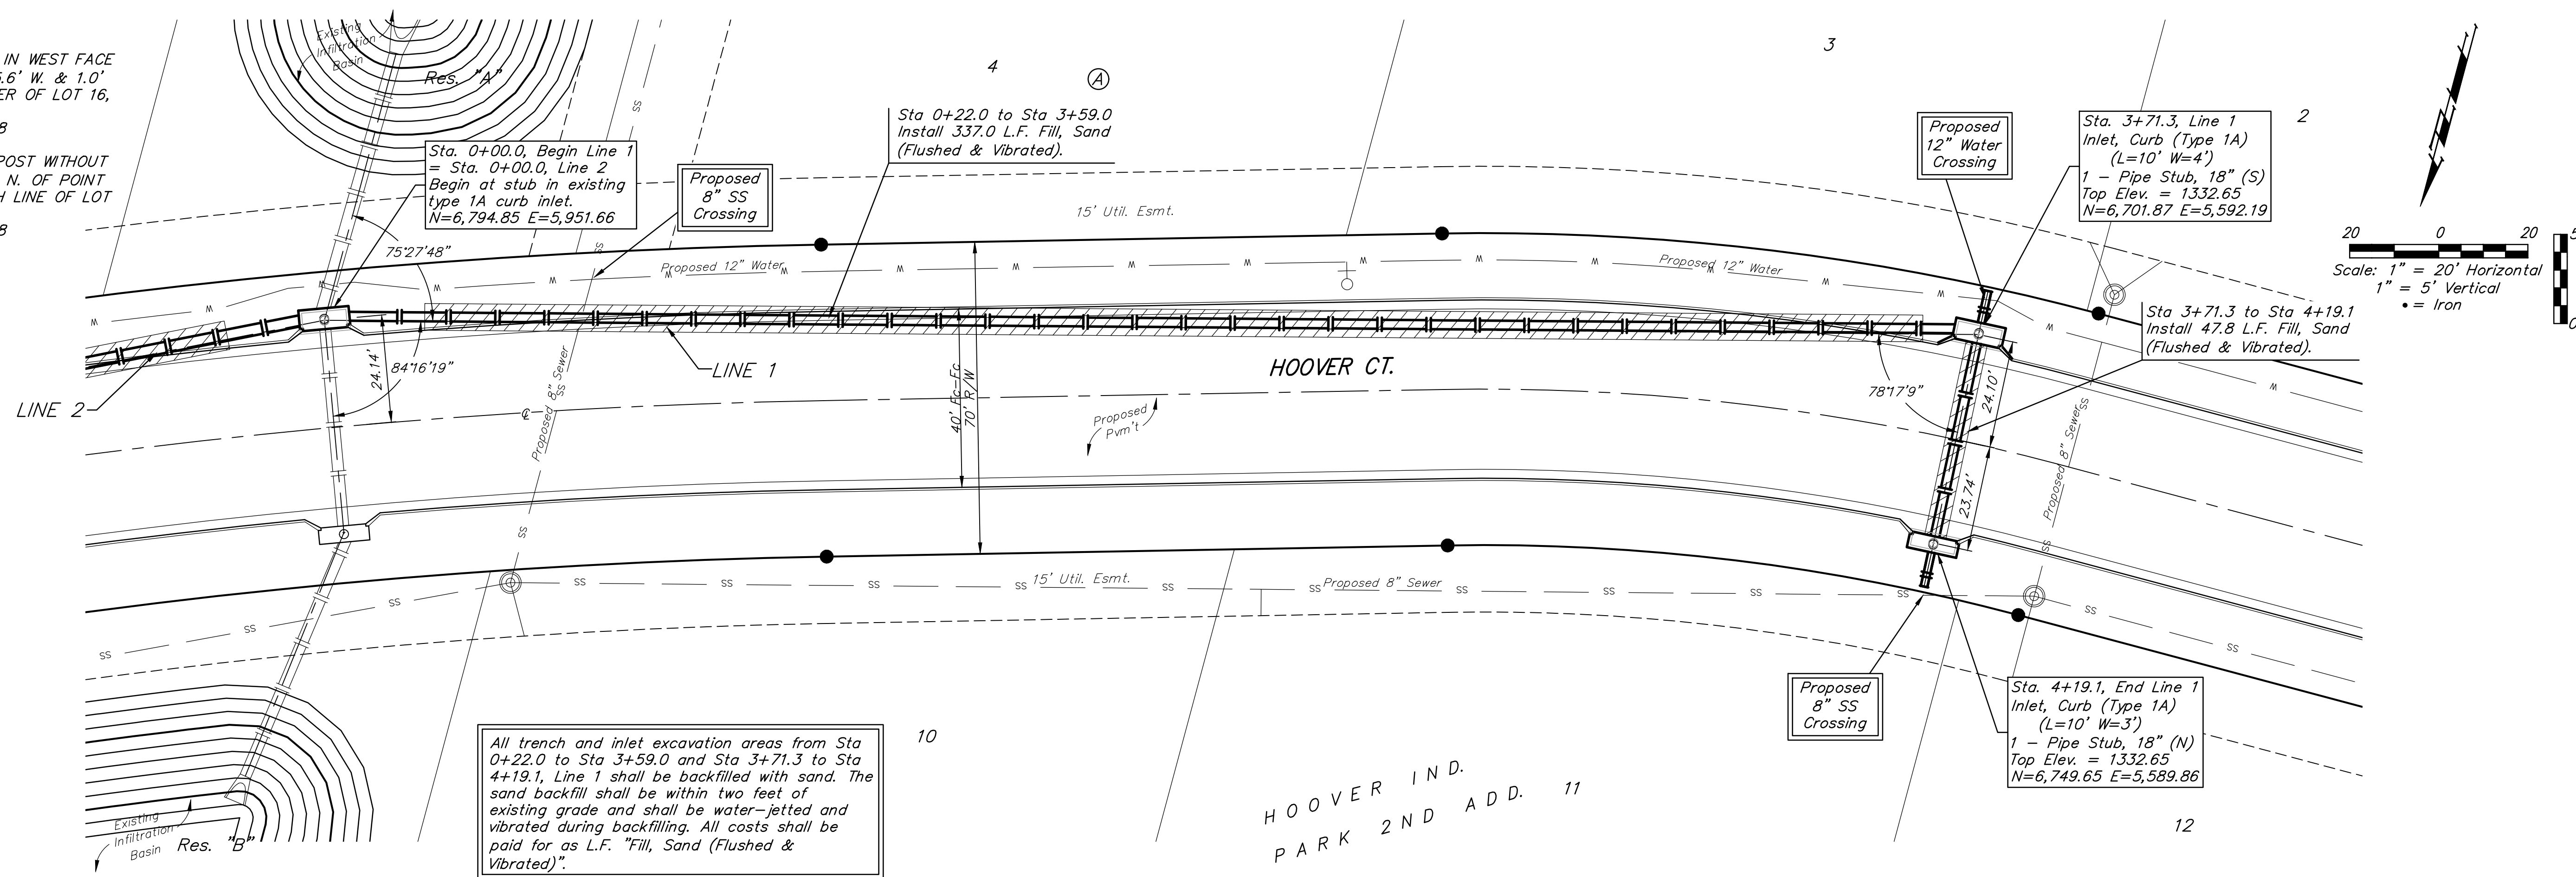 IN WEST FACE
5.6' W. & 1.0'
ER OF LOT 16,
8
POST WITHOUT
N. OF POINT
H LINE OF LOT
8
Existing
Infiltration
Basin
Res. "A"
Sta. 0+00.0, Begin Line 1
= Sta. 0+00.0, Line 2
Begin at stub in existing
type 1A curb inlet.
N=6,794.85 E=5,951.66
Proposed
8" SS
Crossing
4
A
Sta 0+22.0 to Sta 3+59.0
Install 337.0 L.F. Fill, Sand
(Flushed & Vibrated).
3
Proposed
12" Water
Crossing
Sta. 3+71.3, Line 1
Inlet, Curb (Type 1A)
(L=10' W=4')
1 - Pipe Stub, 18" (S)
Top Elev. = 1332.65
N=6,701.87 E=5,592.19
2
20 0 20
Scale: 1" = 20' Horizontal
1" = 5' Vertical
• = Iron
5
0
15' Util. Esmt.
75°27'48"
Proposed 12" Water
Proposed 12" Water
Sta 3+71.3 to Sta 4+19.1
Install 47.8 L.F. Fill, Sand
(Flushed & Vibrated).
LINE 2
24.14'
84°16'19"
LINE 1
Proposed 8" Sewer
40' Fc-Fc
70' R/W
HOOVER CT.
Proposed
Pvm't
78°17'9"
24.10'
23.74'
Proposed 8" Sewer
15' Util. Esmt.
Proposed 8" Sewer
SS
W
Proposed
8" SS
Crossing
Sta. 4+19.1, End Line 1
Inlet, Curb (Type 1A)
(L=10' W=3')
1 - Pipe Stub, 18" (N)
Top Elev. = 1332.65
N=6,749.65 E=5,589.86
All trench and inlet excavation areas from Sta
0+22.0 to Sta 3+59.0 and Sta 3+71.3 to Sta
4+19.1, Line 1 shall be backfilled with sand. The
sand backfill shall be within two feet of
existing grade and shall be water-jetted and
vibrated during backfilling. All costs shall be
paid for as L.F. "Fill, Sand (Flushed &
Vibrated)".
10
HOOVER IND.
PARK 2ND ADD.
11
12
Existing
Infiltration
Basin
Res. "B"